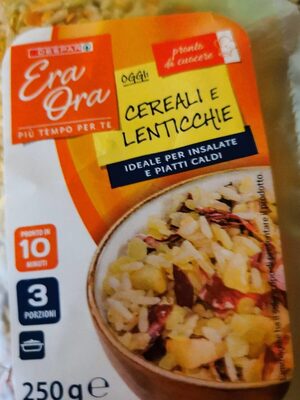 DESPAR
Era
Ora
PIÙ TEMPO PER TE
pronto
da cuocere
OGGI:
CEREALI E
LENTICCHIE
IDEALE PER INSALATE
E PIATTI CALDI
PRONTO IN
10
MINUTI
3
PORZIONI
250 g e